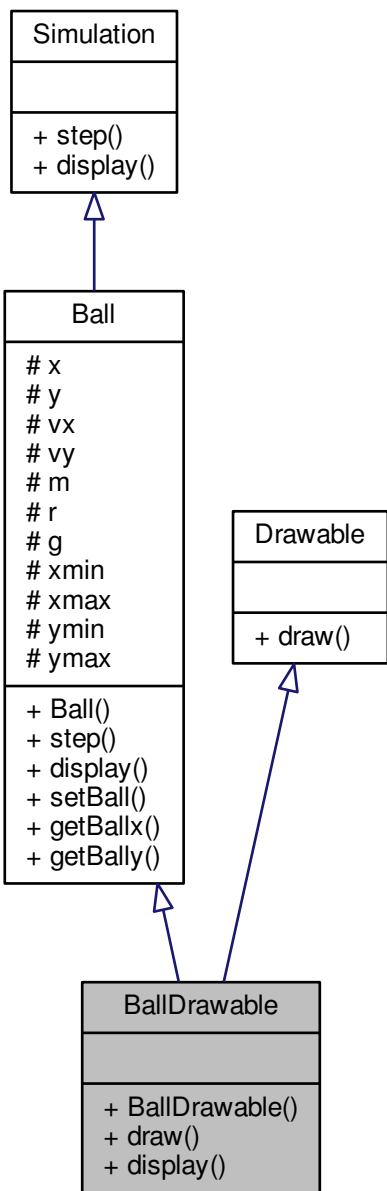 Simulation
+ step()
+ display()
Ball
# x
# y
# vx
# vy
# m
# r
# g
# xmin
# xmax
# ymin
# ymax
+ Ball()
+ step()
+ display()
+ setBall()
+ getBallx()
+ getBally()
Drawable
+ draw()
BallDrawable
+ BallDrawable()
+ draw()
+ display()